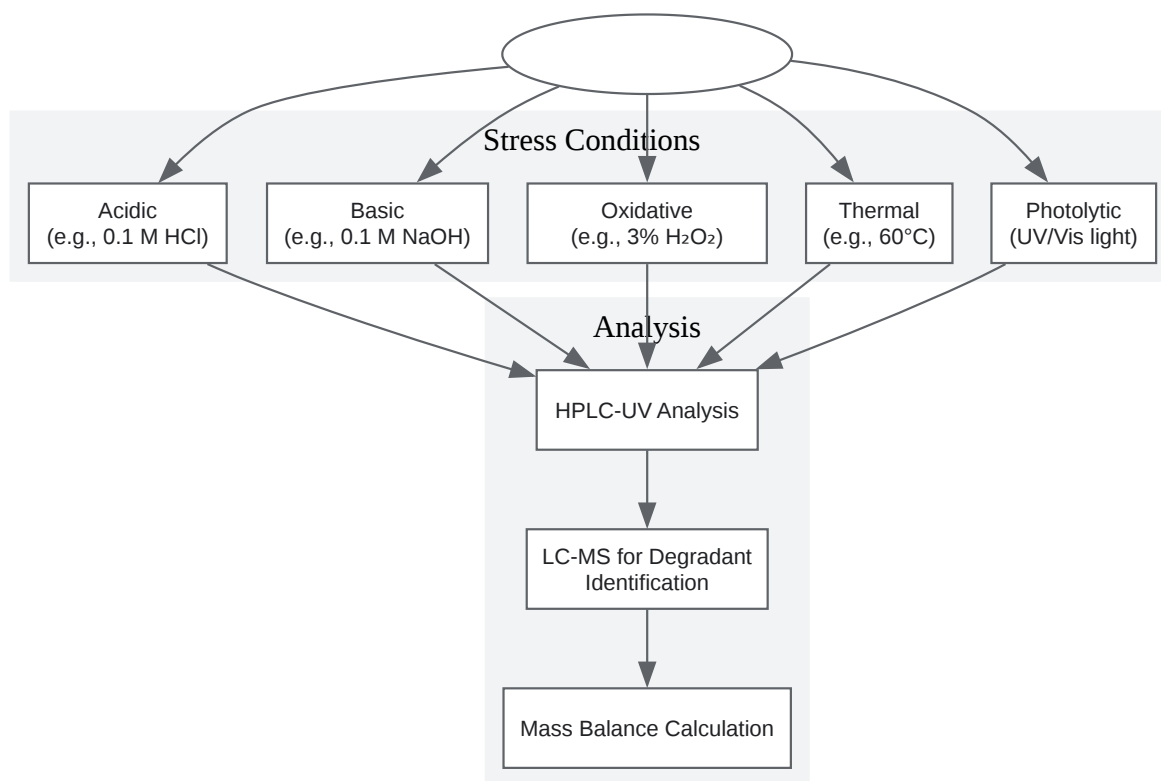 Stress Conditions
Acidic
(e.g., 0.1 M HCl)
Basic
(e.g., 0.1 M NaOH)
Oxidative
(e.g., 3% H₂O₂)
Thermal
(e.g., 60°C)
Photolytic
(UV/Vis light)
Analysis
HPLC-UV Analysis
LC-MS for Degradant
Identification
Mass Balance Calculation